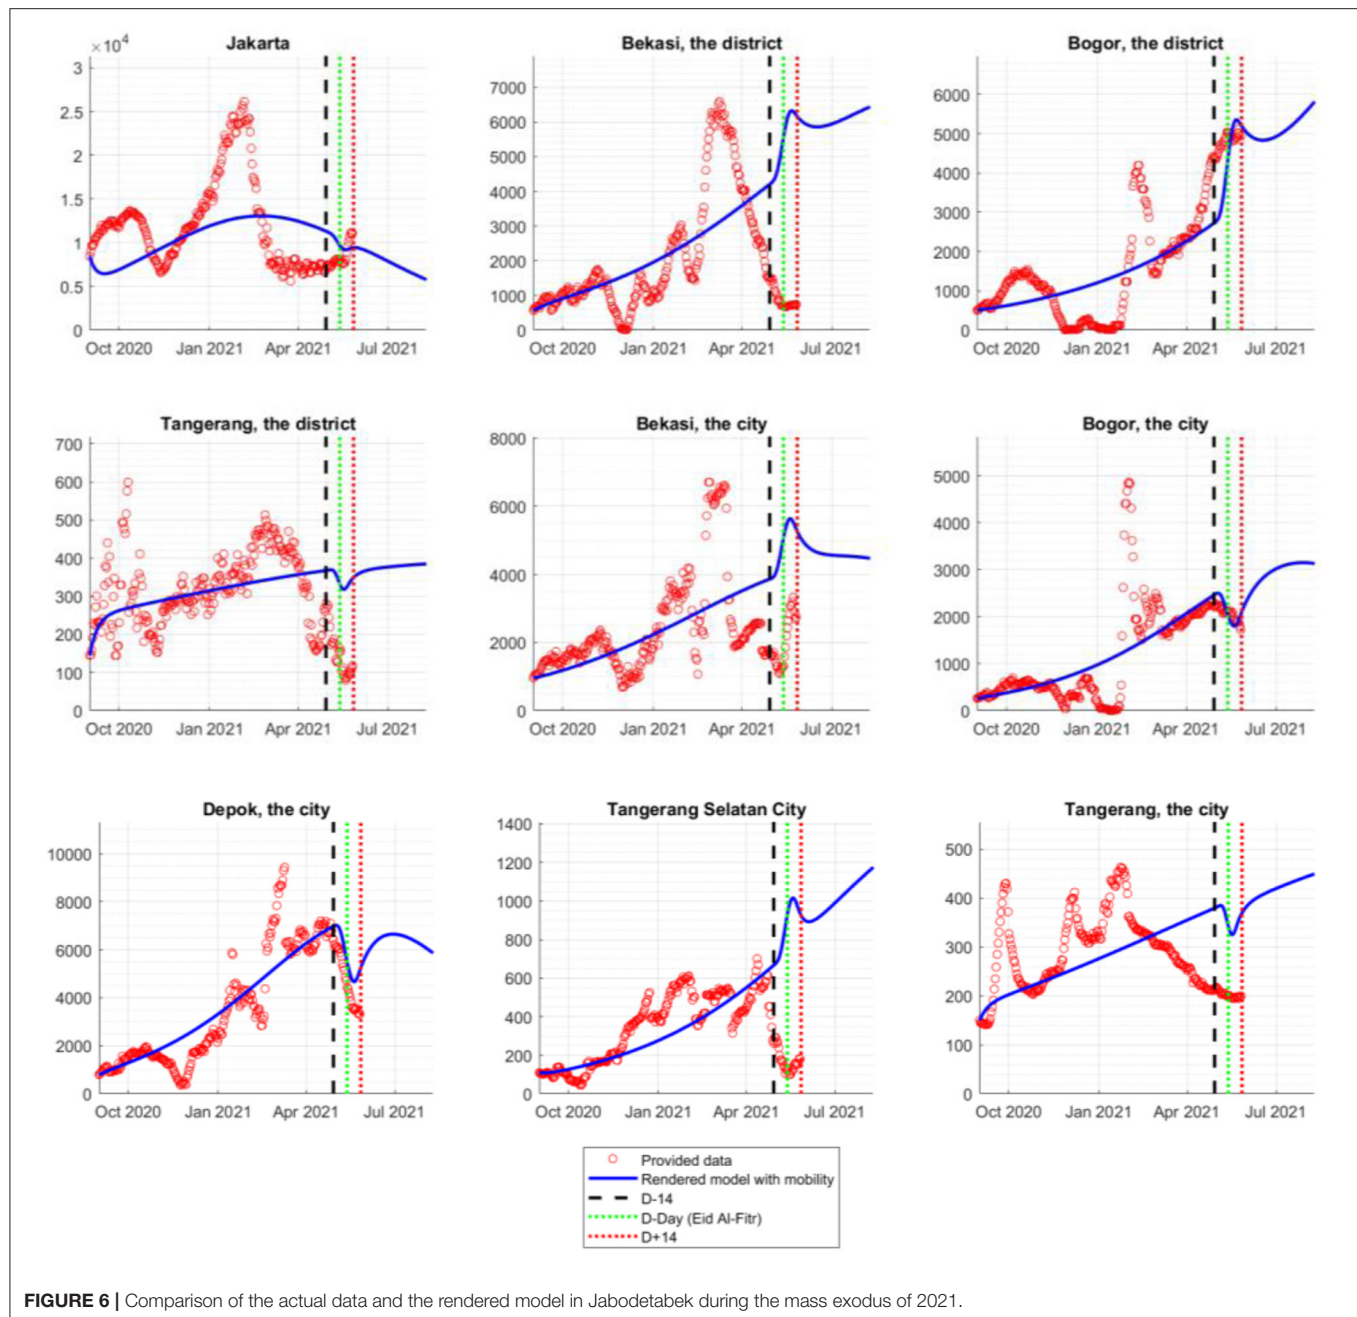 Jakarta
×10⁴
3
2.5
2
1.5
1
0.5
0
Oct 2020 Jan 2021 Apr 2021 Jul 2021
Bekasi, the district
7000
6000
5000
4000
3000
2000
1000
0
Oct 2020 Jan 2021 Apr 2021 Jul 2021
Bogor, the district
6000
5000
4000
3000
2000
1000
0
Oct 2020 Jan 2021 Apr 2021 Jul 2021
Tangerang, the district
700
600
500
400
300
200
100
0
Oct 2020 Jan 2021 Apr 2021 Jul 2021
Bekasi, the city
8000
6000
4000
2000
0
Oct 2020 Jan 2021 Apr 2021 Jul 2021
Bogor, the city
5000
4000
3000
2000
1000
0
Oct 2020 Jan 2021 Apr 2021 Jul 2021
Depok, the city
10000
8000
6000
4000
2000
0
Oct 2020 Jan 2021 Apr 2021 Jul 2021
Tangerang Selatan City
1400
1200
1000
800
600
400
200
0
Oct 2020 Jan 2021 Apr 2021 Jul 2021
Tangerang, the city
500
400
300
200
100
0
Oct 2020 Jan 2021 Apr 2021 Jul 2021
Provided data
Rendered model with mobility
D-14
D-Day (Eid Al-Fitr)
D+14
FIGURE 6 | Comparison of the actual data and the rendered model in Jabodetabek during the mass exodus of 2021.